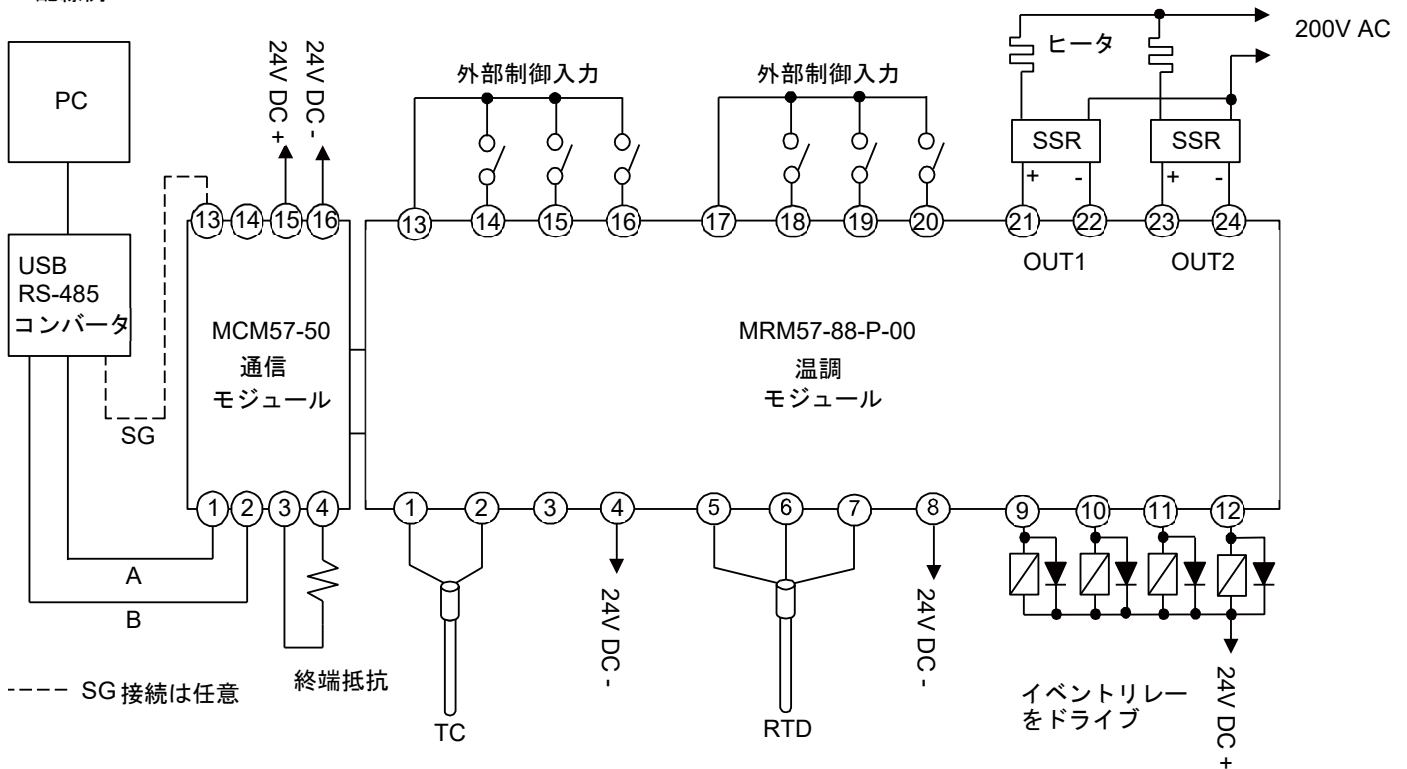 200V AC
24V DC +
24V DC -
ヒータ
PC
外部制御入力
外部制御入力
SSR
SSR
+ -
+ -
13 14 15 16
13 14 15 16 17 18 19 20 21 22 23 24
OUT1
OUT2
USB
RS-485
コンバータ
MCM57-50
通信
モジュール
MRM57-88-P-00
温調
モジュール
SG
1 2 3 4
1 2 3 4 5 6 7 8 9 10 11 12
A
B
24V DC -
24V DC -
終端抵抗
SG 接続は任意
TC
RTD
イベントリレー
をドライブ
24V DC +